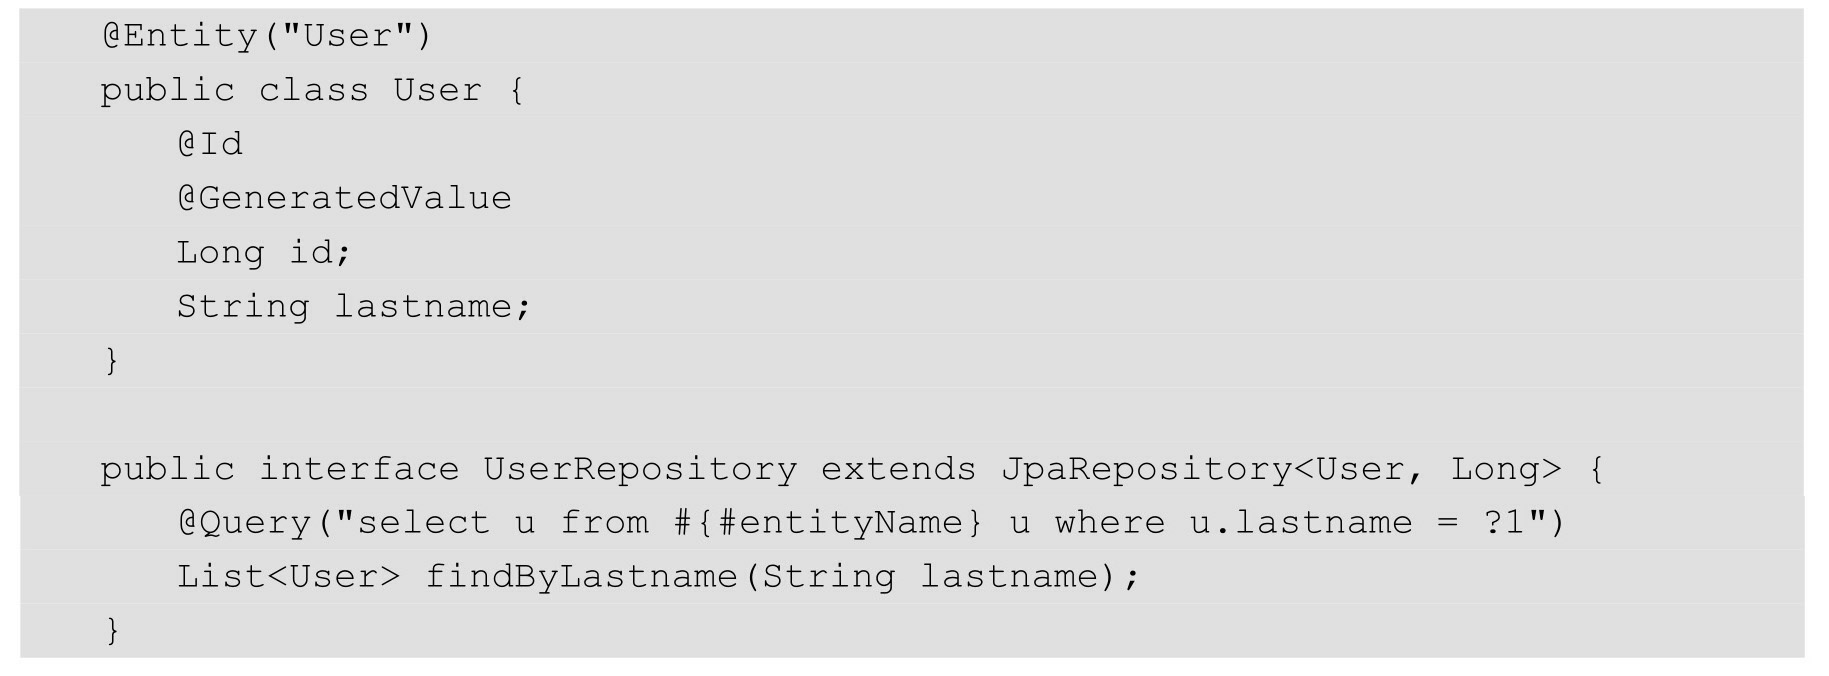 @Entity("User")
public class User {
@Id
@GeneratedValue
Long id;
String lastname;
}
public interface UserRepository extends JpaRepository<User, Long> {
@Query("select u from #{#entityName} u where u.lastname = ?1")
List<User> findByLastname(String lastname);
}